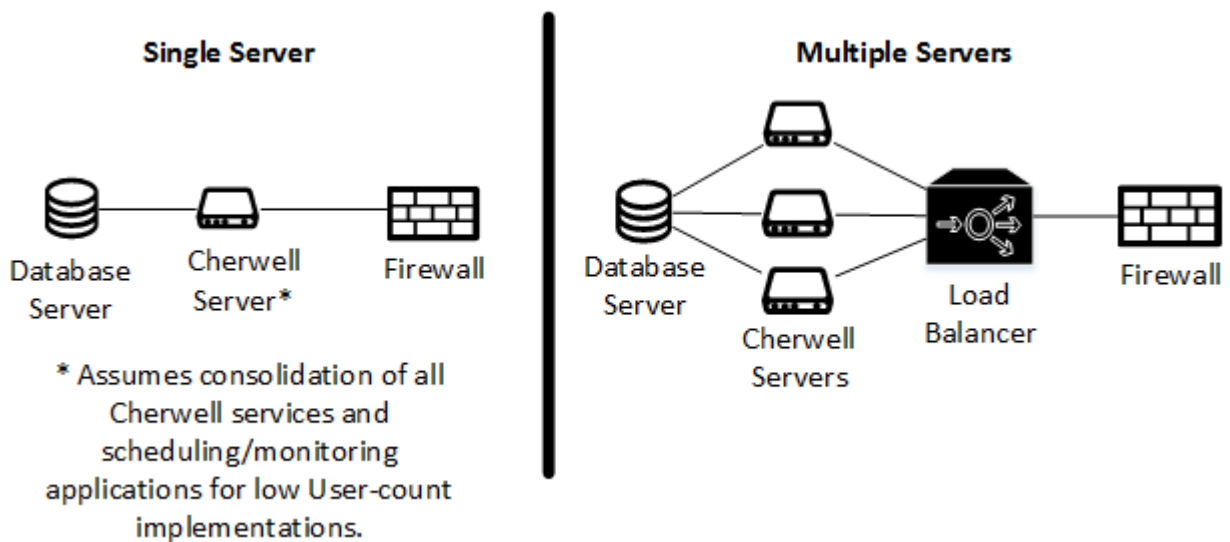 Single Server
Database
Server
Cherwell
Server*
Firewall
* Assumes consolidation of all
Cherwell services and
scheduling/monitoring
applications for low User-count
implementations.
Multiple Servers
Database
Server
Cherwell
Servers
Load
Balancer
Firewall